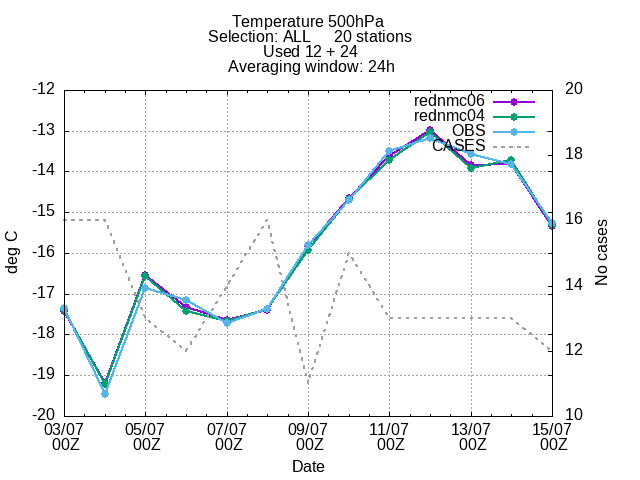 Temperature 500hPa
Selection: ALL 20 stations
Used 12 + 24
Averaging window: 24h
-12 20
rednmc06
rednmc04
-13
OBS
CASES
18
-14
-15
16
-16
-17
14
-18
12
-19
-20 10
deg C
No cases
03/07 05/07 07/07 09/07 11/07 13/07 15/07
00Z 00Z 00Z 00Z 00Z 00Z 00Z
Date